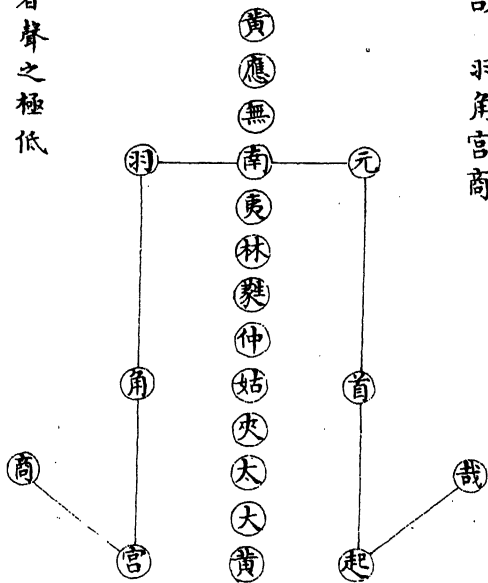 哉 羽角宮商
元
首
起
哉
黃
應
無
南
夷
林
蕤
仲
姑
夾
太
大
黃
羽
角
宮
商
聲之極低